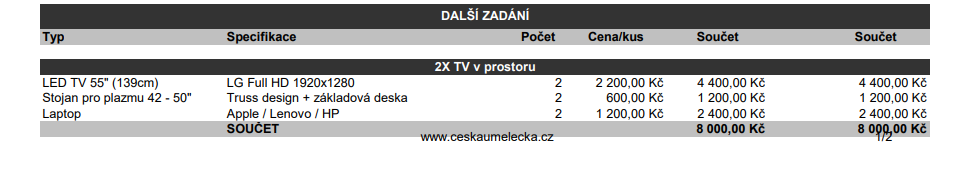 DALŠÍ ZADÁNÍ
Typ Specifikace Počet Cena/kus Součet Součet
2X TV v prostoru
LED TV 55" (139cm) LG Full HD 1920x1280 2 2 200,00 Kč 4 400,00 Kč 4 400,00 Kč
Stojan pro plazmu 42 - 50" Truss design + základová deska 2 600,00 Kč 1 200,00 Kč 1 200,00 Kč
Laptop Apple / Lenovo / HP 2 1 200,00 Kč 2 400,00 Kč 2 400,00 Kč
SOUČET 8 000,00 Kč 8 000,00 Kč
www.ceskaumelecka.cz 1/2